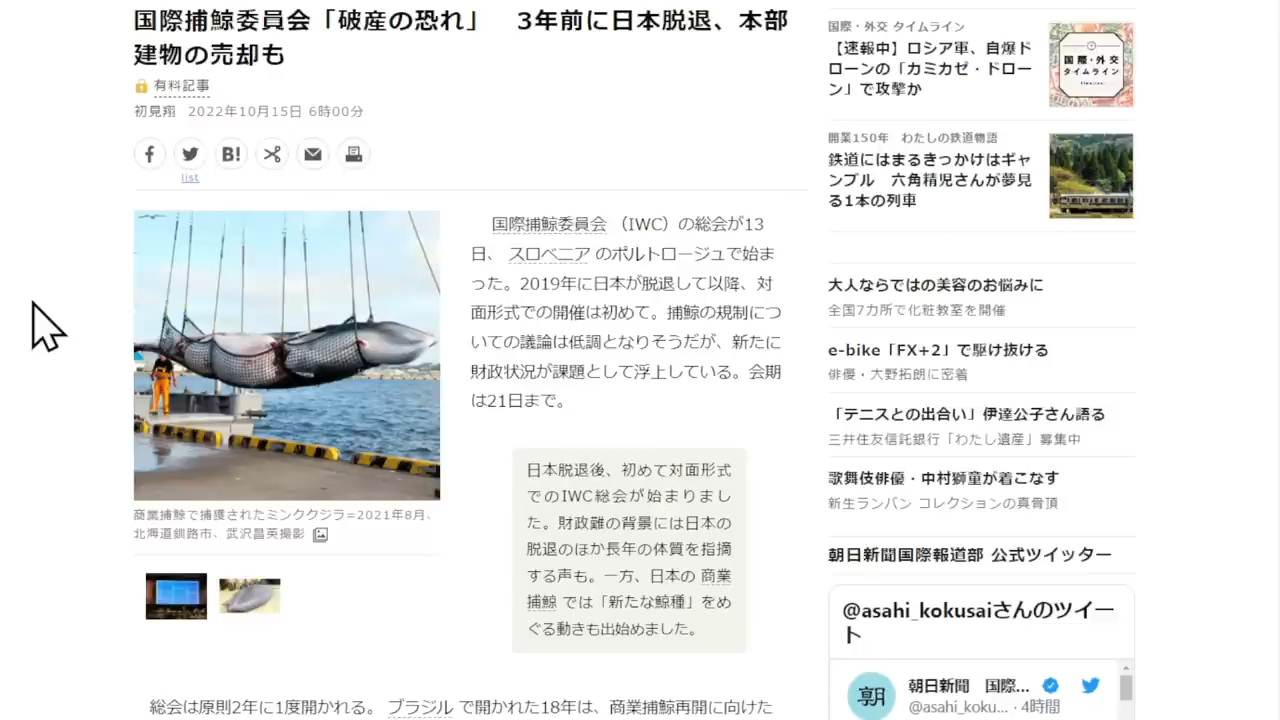 国際捕鯨委員会「破産の恐れ」　3年前に日本脱退、本部
建物の売却も
有料記事
初見翔　2022年10月15日 6時00分
B!
list
国際捕鯨委員会（IWC）の総会が13
日、スロベニアのポルトロージュで始ま
った。2019年に日本が脱退して以降、対
面形式での開催は初めて。捕鯨の規制につ
いての議論は低調となりそうだが、新たに
財政状況が課題として浮上している。会期
は21日まで。
商業捕鯨で捕獲されたミンククジラ=2021年8月、
北海道釧路市、武沢昌英撮影
日本脱退後、初めて対面形式
でのIWC総会が始まりまし
た。財政難の背景には日本の
脱退のほか長年の体質を指摘
する声も。一方、日本の商業
捕鯨では「新たな鯨種」をめ
ぐる動きも出始めました。
総会は原則2年に1度開かれる。ブラジルで開かれた18年は、商業捕鯨再開に向けた
国際・外交 タイムライン
【速報中】ロシア軍、自爆ド
ローンの「カミカゼ・ドロー
ン」で攻撃か
国際・外交
タイムライン
開業150年　わたしの鉄道物語
鉄道にはまるきっかけはギャ
ンブル　六角精児さんが夢見
る1本の列車
大人ならではの美容のお悩みに
全国7カ所で化粧教室を開催
e-bike「FX+2」で駆け抜ける
俳優・大野拓朗に密着
「テニスとの出合い」伊達公子さん語る
三井住友信託銀行「わたし遺産」募集中
歌舞伎俳優・中村獅童が着こなす
新生ランバン コレクションの真骨頂
朝日新聞国際報道部 公式ツイッター
@asahi_kokusaiさんのツイー
ト
朝
朝日新聞　国際…
@asahi_koku… · 4時間